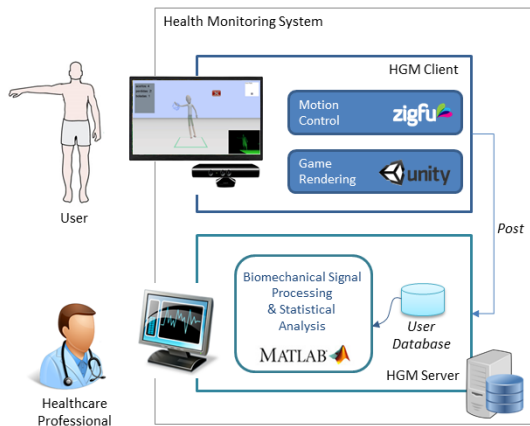 Health Monitoring System
HGM Client
Motion
Control
zigfu
Game
Rendering
unity
User
Post
Biomechanical Signal
Processing
& Statistical
Analysis
MATLAB
User
Database
HGM Server
Healthcare
Professional